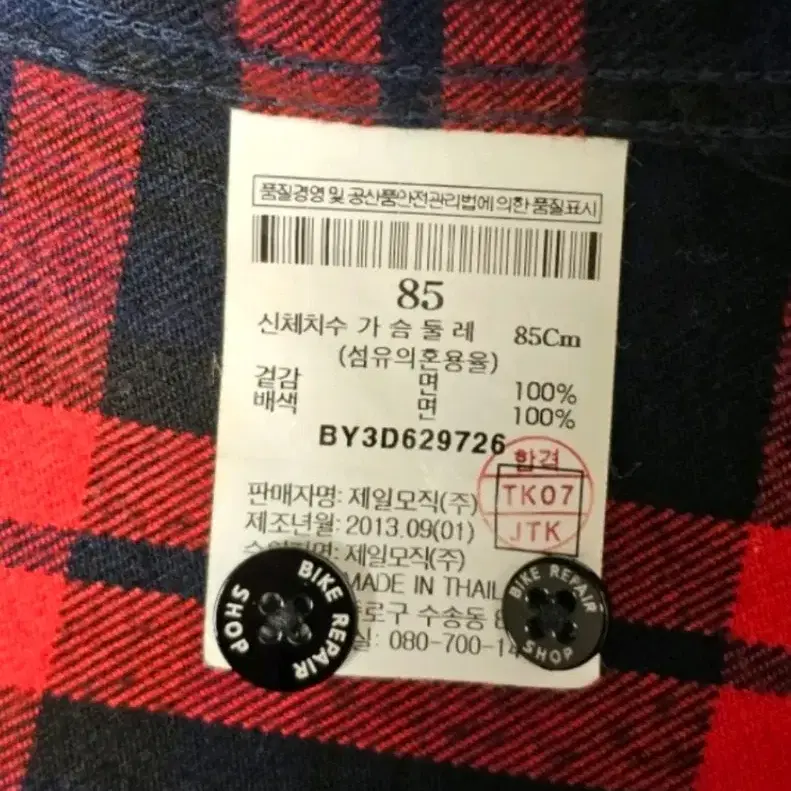 품질경영 및 공산품안전관리법에 의한 품질표시
85
신체치수 가 슴 둘 레 85Cm
(섬유의혼용율)
겉감 면 100%
배색 면 100%
BY3D629726
합격
TK07
JTK
판매자명: 제일모직(주)
제조년월: 2013.09(01)
제일모직(주)
MADE IN
수송동
080-700-
BIKE REPAIR SHOP
BIKE REPAIR SHOP